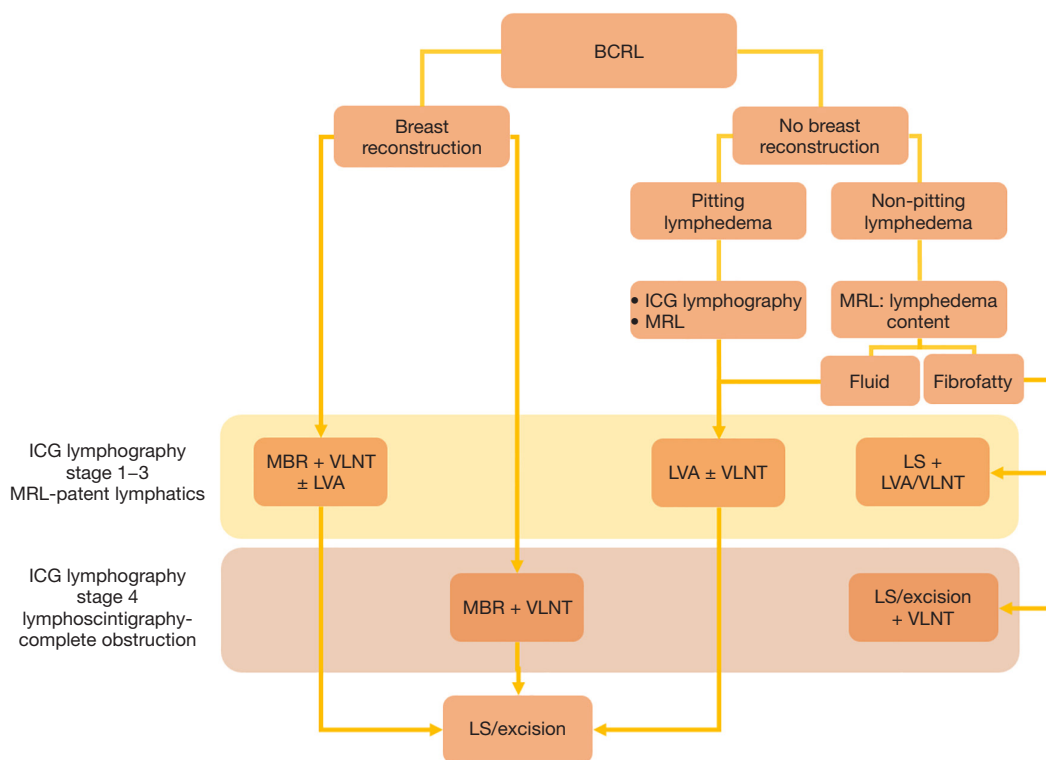 BCRL
Breast
reconstruction
No breast
reconstruction
Pitting
lymphedema
Non-pitting
lymphedema
• ICG lymphography
• MRL
MRL: lymphedema
content
Fluid
Fibrofatty
ICG lymphography
stage 1–3
MRL-patent lymphatics
MBR + VLNT
± LVA
LVA ± VLNT
LS +
LVA/VLNT
ICG lymphography
stage 4
lymphoscintigraphy-
complete obstruction
MBR + VLNT
LS/excision
+ VLNT
LS/excision